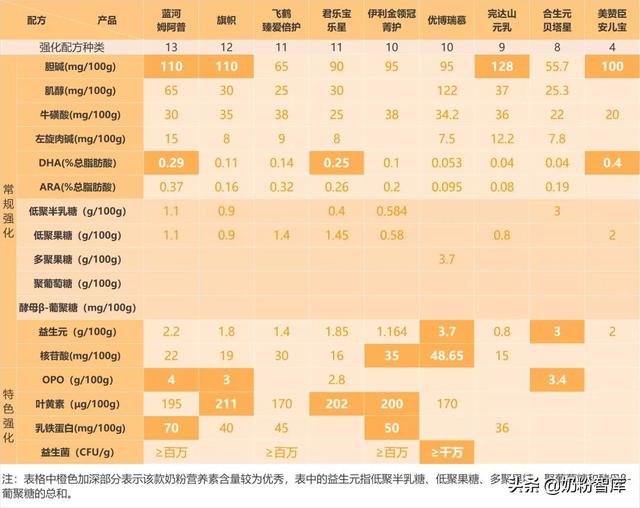 配方 产品 蓝河姆阿普 旗帜 飞鹤臻爱倍护 君乐宝乐星 伊利金领冠菁护 优博瑞慕 完达山元乳 合生元贝塔星 美赞臣安儿宝
强化配方种类 13 12 11 11 10 10 9 8 4
常规强化
胆碱(mg/100g) 110 110 65 90 95 95 128 55.7 100
肌醇(mg/100g) 65 30 25 30 122 37 25.3
牛磺酸(mg/100g) 30 35 38 25 38 34.2 36 22 20
左旋肉碱(mg/100g) 15 8 9 8 7.5 12.2 7.8
DHA(%总脂肪酸) 0.29 0.11 0.14 0.25 0.1 0.053 0.04 0.04 0.4
ARA(%总脂肪酸) 0.37 0.16 0.32 0.26 0.2 0.095 0.08 0.19
低聚半乳糖（g/100g） 1.1 0.9 0.4 0.584 3
低聚果糖（g/100g） 1.1 0.9 1.4 1.45 0.58 0.8 2
多聚果糖（g/100g） 3.7
聚葡萄糖（g/100g）
酵母β-葡聚糖（mg/100g）
益生元（g/100g） 2.2 1.8 1.4 1.85 1.164 3.7 0.8 3 2
核苷酸(mg/100g) 22 19 30 16 35 48.65 15
特色强化
OPO（g/100g） 4 3 2.8 3.4
叶黄素（μg/100g） 195 211 170 202 200 170
乳铁蛋白(mg/100g) 70 40 45 50 36
益生菌（CFU/g） ≥百万 ≥百万 ≥百万 ≥千万
注：表格中橙色加深部分表示该款奶粉营养素含量较为优秀，表中的益生元指低聚半乳糖、低聚果糖、多聚
葡聚糖的总和。
头条 @奶粉智库